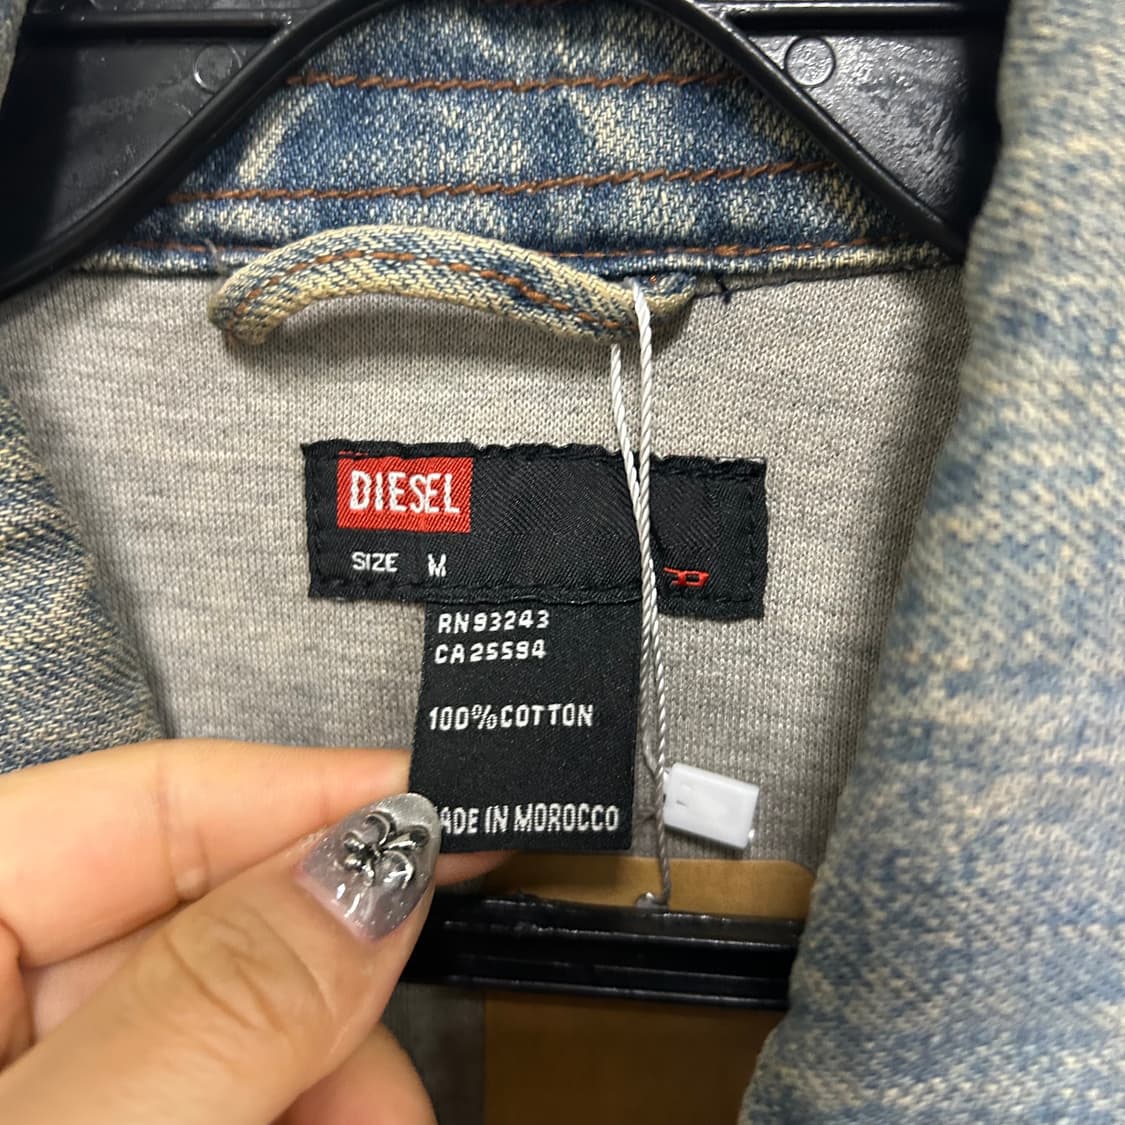 DIESEL
SIZE M
RN93243
CA25594
100%COTTON
ADE IN MOROCCO